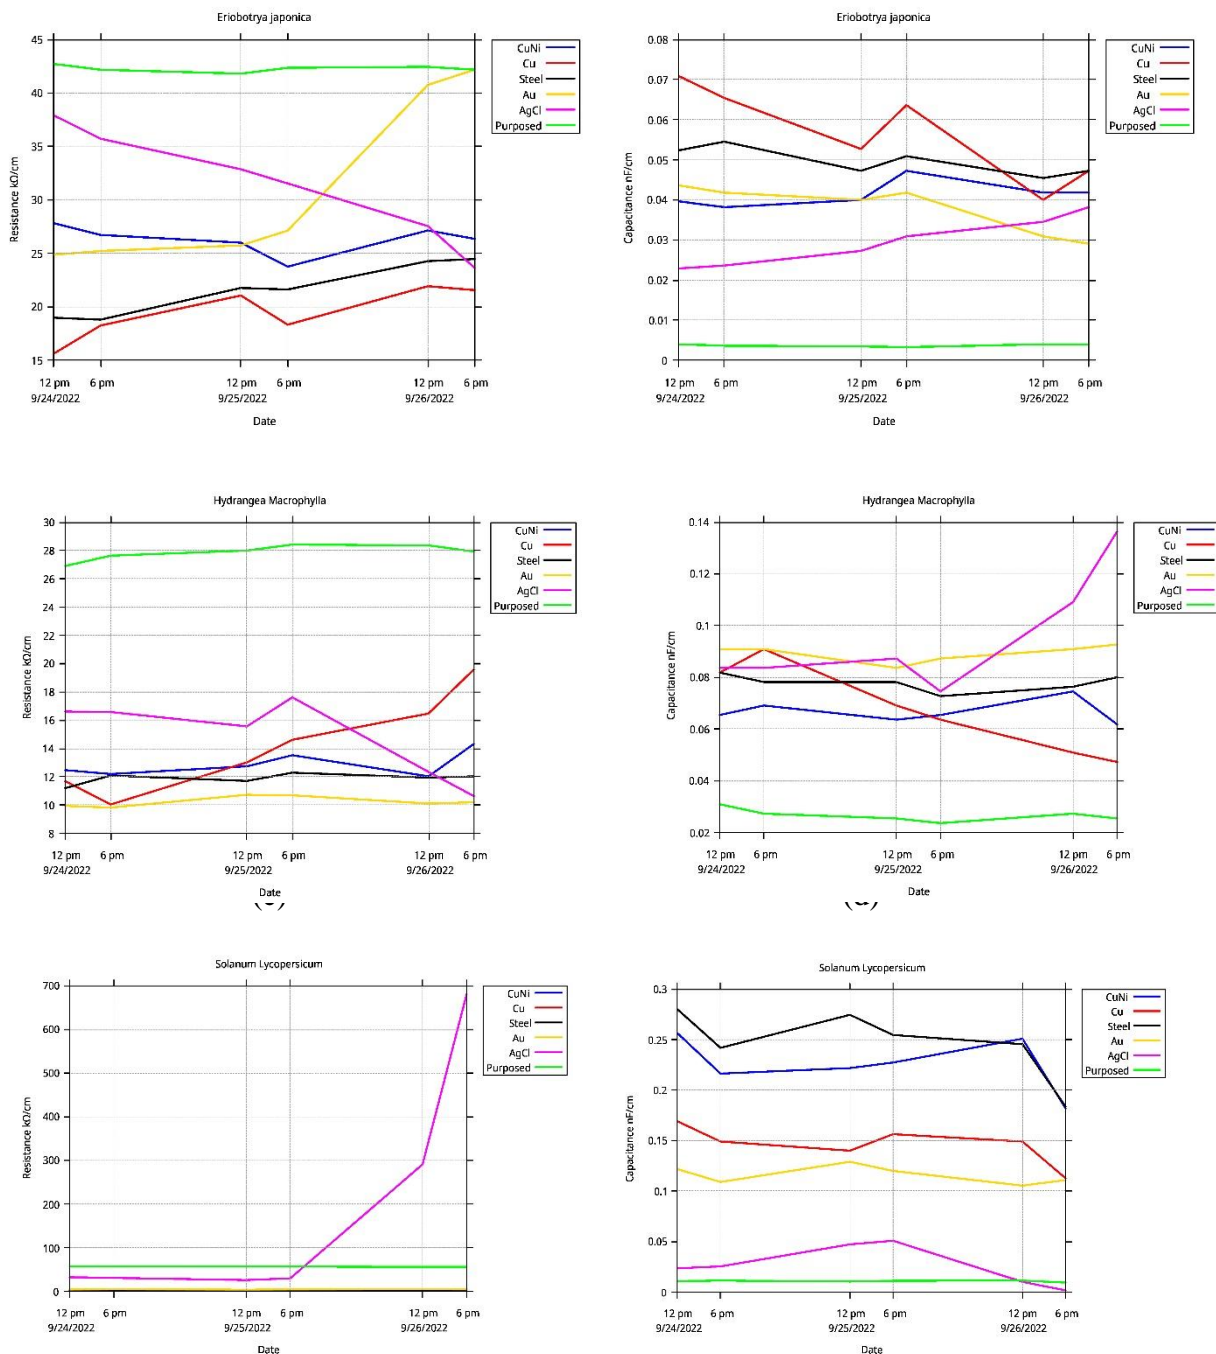 Eriobotrya japonica
45
40
35
30
25
20
15
Resistance kΩ/cm
12 pm 6 pm 12 pm 6 pm 12 pm 6 pm
9/24/2022 9/25/2022 9/26/2022
Date
CuNi
Cu
Steel
Au
AgCl
Purposed
Eriobotrya japonica
0.08
0.07
0.06
0.05
0.04
0.03
0.02
0.01
0
Capacitance nF/cm
12 pm 6 pm 12 pm 6 pm 12 pm 6 pm
9/24/2022 9/25/2022 9/26/2022
Date
CuNi
Cu
Steel
Au
AgCl
Purposed
Hydrangea Macrophylla
30
28
26
24
22
20
18
16
14
12
10
8
Resistance kΩ/cm
12 pm 6 pm 12 pm 6 pm 12 pm 6 pm
9/24/2022 9/25/2022 9/26/2022
Date
CuNi
Cu
Steel
Au
AgCl
Purposed
Hydrangea Macrophylla
0.14
0.12
0.1
0.08
0.06
0.04
0.02
Capacitance nF/cm
12 pm 6 pm 12 pm 6 pm 12 pm 6 pm
9/24/2022 9/25/2022 9/26/2022
Date
CuNi
Cu
Steel
Au
AgCl
Purposed
Solanum Lycopersicum
700
600
500
400
300
200
100
0
Resistance kΩ/cm
12 pm 6 pm 12 pm 6 pm 12 pm 6 pm
9/24/2022 9/25/2022 9/26/2022
Date
CuNi
Cu
Steel
Au
AgCl
Purposed
Solanum Lycopersicum
0.3
0.25
0.2
0.15
0.1
0.05
0
Capacitance nF/cm
12 pm 6 pm 12 pm 6 pm 12 pm 6 pm
9/24/2022 9/25/2022 9/26/2022
Date
CuNi
Cu
Steel
Au
AgCl
Purposed